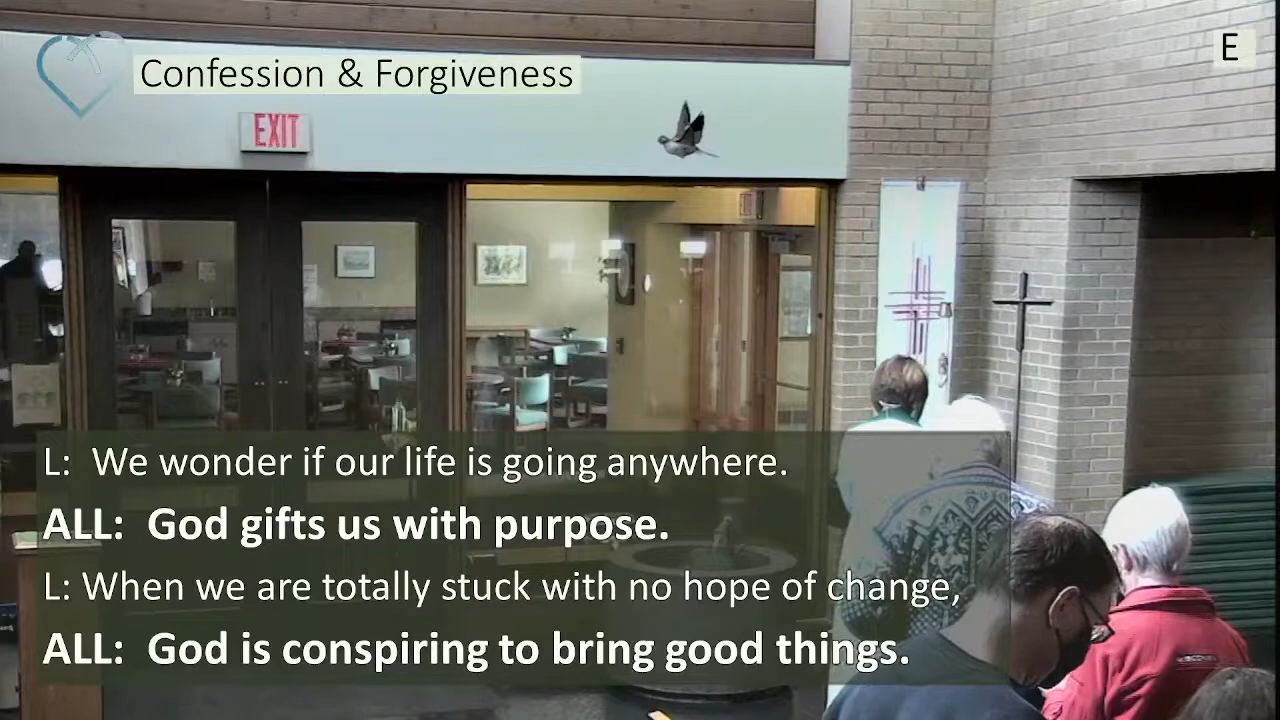 Confession & Forgiveness
E
EXIT
L: We wonder if our life is going anywhere.
ALL: God gifts us with purpose.
L: When we are totally stuck with no hope of change,
ALL: God is conspiring to bring good things.